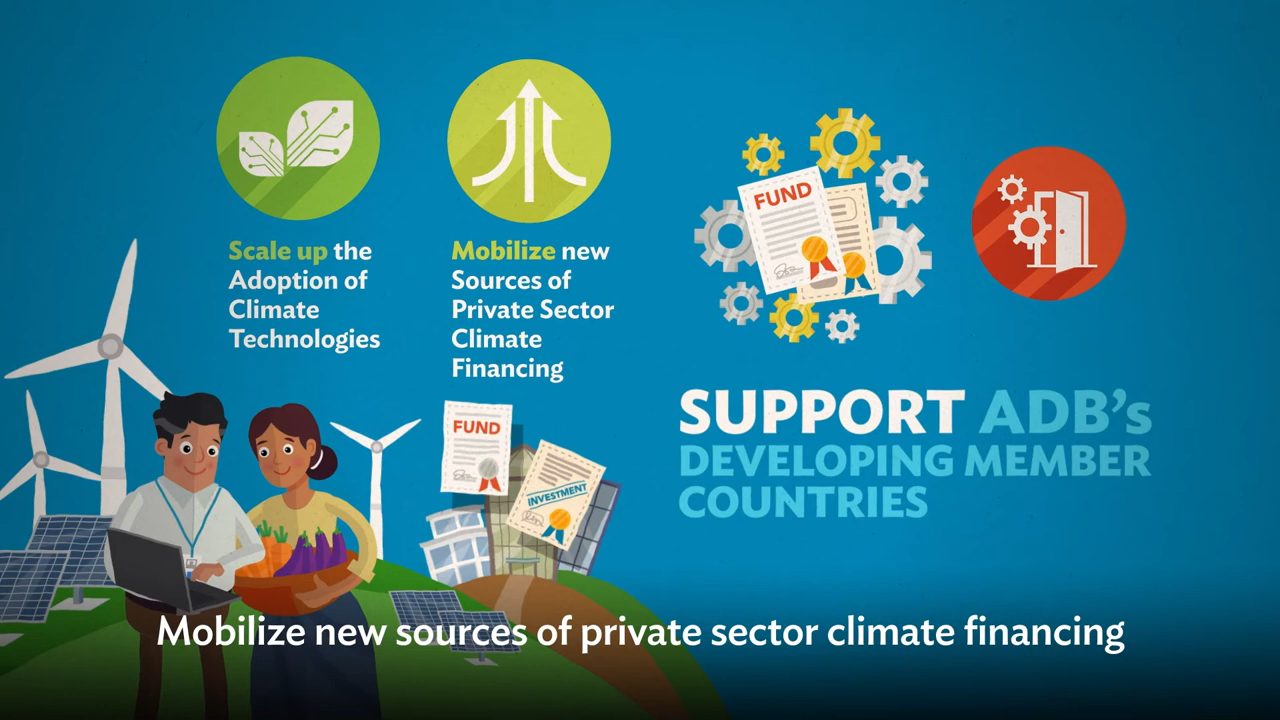 Scale up the
Adoption of
Climate
Technologies
Mobilize new
Sources of
Private Sector
Climate
Financing
FUND
SUPPORT ADB's
DEVELOPING MEMBER
COUNTRIES
FUND
INVESTMENT
Mobilize new sources of private sector climate financing